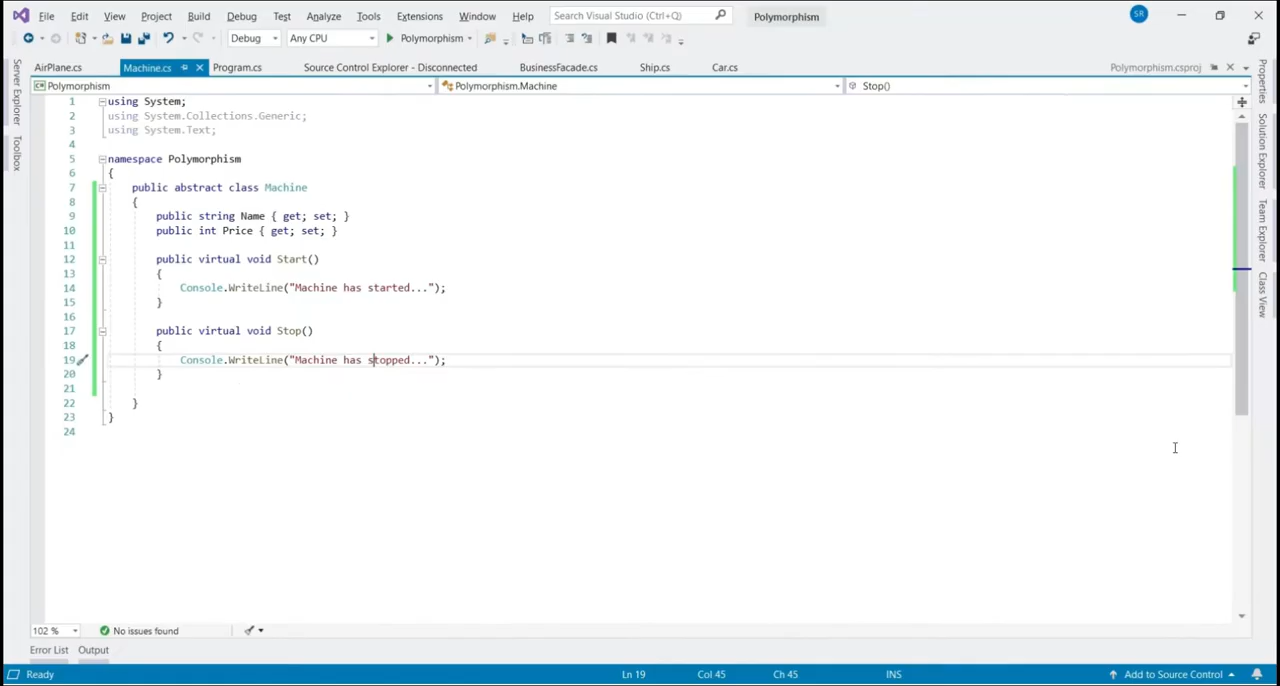 File Edit View Project Build Debug Test Analyze Tools Extensions Window Help Search Visual Studio (Ctrl+Q) Polymorphism SR
Debug Any CPU Polymorphism
AirPlane.cs Machine.cs Program.cs Source Control Explorer - Disconnected BusinessFacade.cs Ship.cs Car.cs Polymorphism.csproj
Polymorphism Polymorphism.Machine Stop()
Server Explorer
Toolbox
1 using System;
2 using System.Collections.Generic;
3 using System.Text;
4
5 namespace Polymorphism
6 {
7 public abstract class Machine
8 {
9 public string Name { get; set; }
10 public int Price { get; set; }
11
12 public virtual void Start()
13 {
14 Console.WriteLine("Machine has started...");
15 }
16
17 public virtual void Stop()
18 {
19 Console.WriteLine("Machine has stopped...");
20 }
21
22 }
23 }
24
Properties
Solution Explorer
Team Explorer
Class View
102 % No issues found
Error List Output
Ready Ln 19 Col 45 Ch 45 INS Add to Source Control